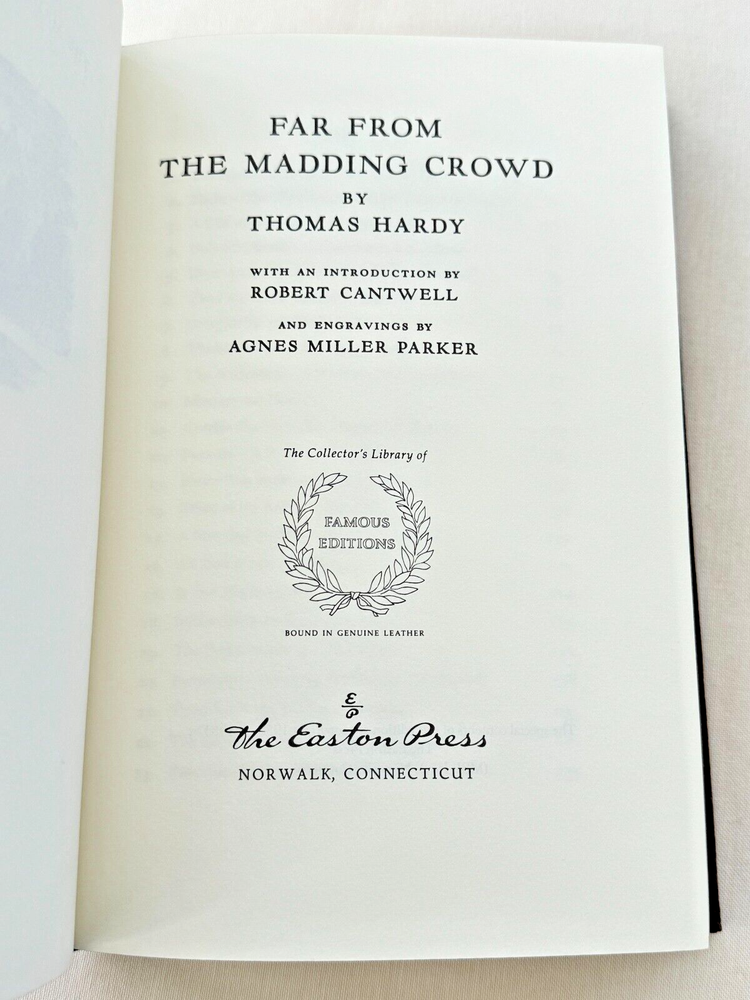 FAR FROM
THE MADDING CROWD
BY
THOMAS HARDY
WITH AN INTRODUCTION BY
ROBERT CANTWELL
AND ENGRAVINGS BY
AGNES MILLER PARKER
The Collector's Library of
FAMOUS
EDITIONS
BOUND IN GENUINE LEATHER
E
P
The Easton Press
NORWALK, CONNECTICUT